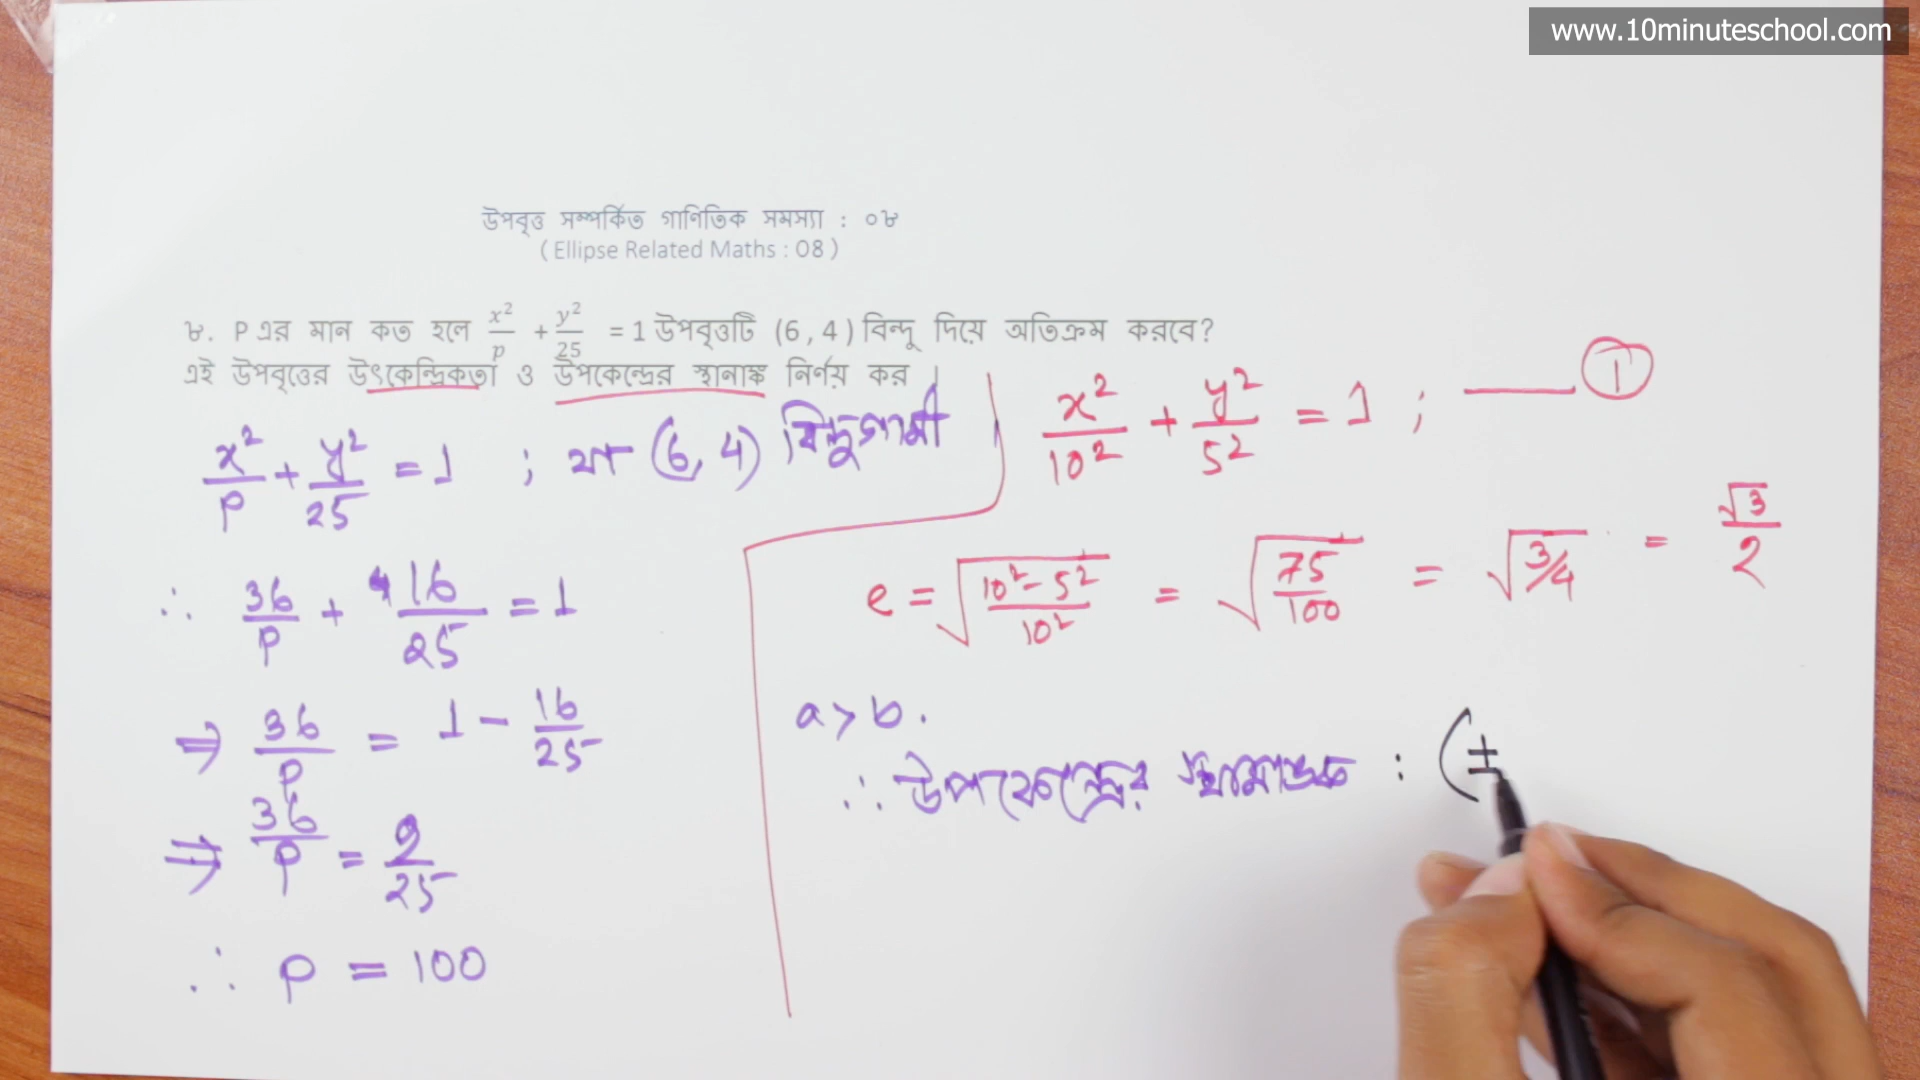 www.10minuteschool.com
উপবৃত্ত সম্পর্কিত গাণিতিক সমস্যা : ০৮
( Ellipse Related Maths : 08 )
৮. P এর মান কত হলে x²/p + y²/25 = 1 উপবৃত্তটি (6 , 4 ) বিন্দু দিয়ে অতিক্রম করবে?
এই উপবৃত্তের উৎকেন্দ্রিকতা ও উপকেন্দ্রের স্থানাঙ্ক নির্ণয় কর ।
x²/p + y²/25 = 1 ; যা (6, 4) বিন্দুগামী
∴ 36/p + 16/25 = 1
⇒ 36/p = 1 - 16/25
⇒ 36/p = 9/25
∴ p = 100
x²/10² + y²/5² = 1 ; —— 1
e = √(10² - 5²/10²) = √(75/100) = √(3/4) = √3/2
a > b .
∴ উপকেন্দ্রের স্থানাঙ্ক : (±